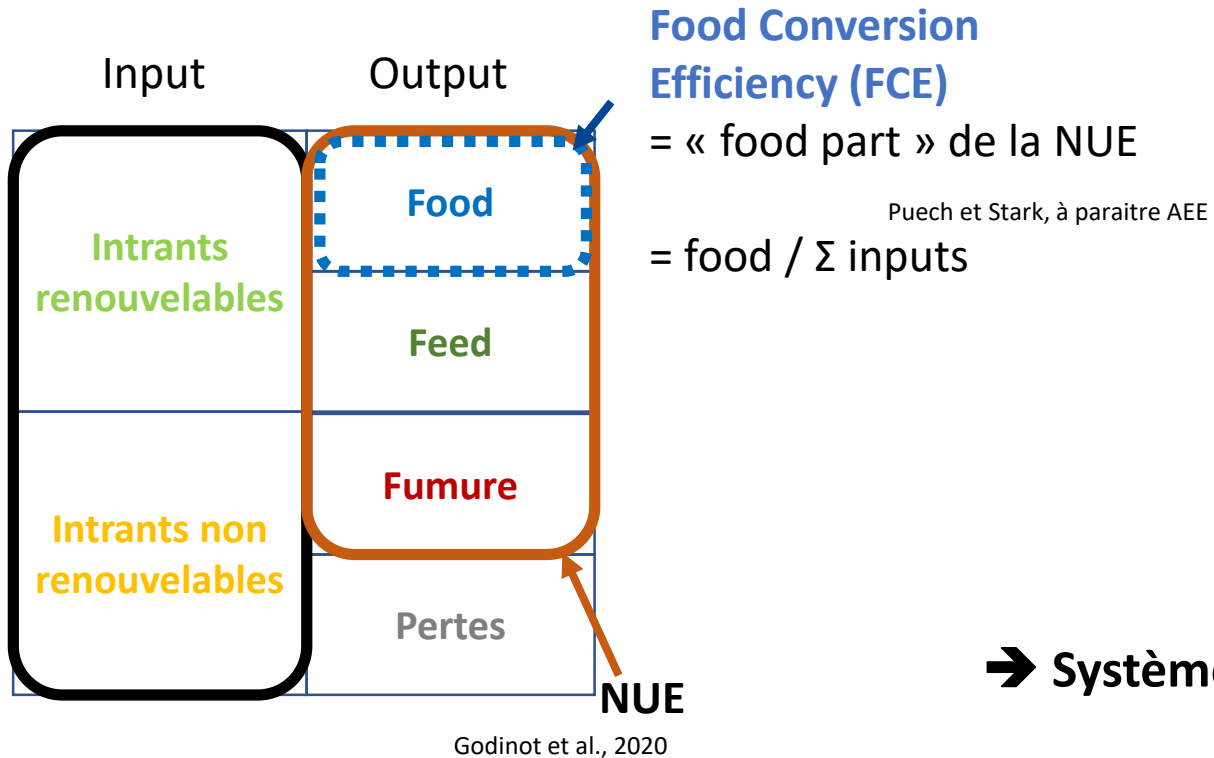 Input
Output
Intrants
renouvelables
Intrants non
renouvelables
Food
Feed
Fumure
Pertes
NUE
Godinot et al., 2020
Food Conversion
Efficiency (FCE)
= « food part » de la NUE
Puech et Stark, à paraitre AEE
= food / Σ inputs
➔ Système